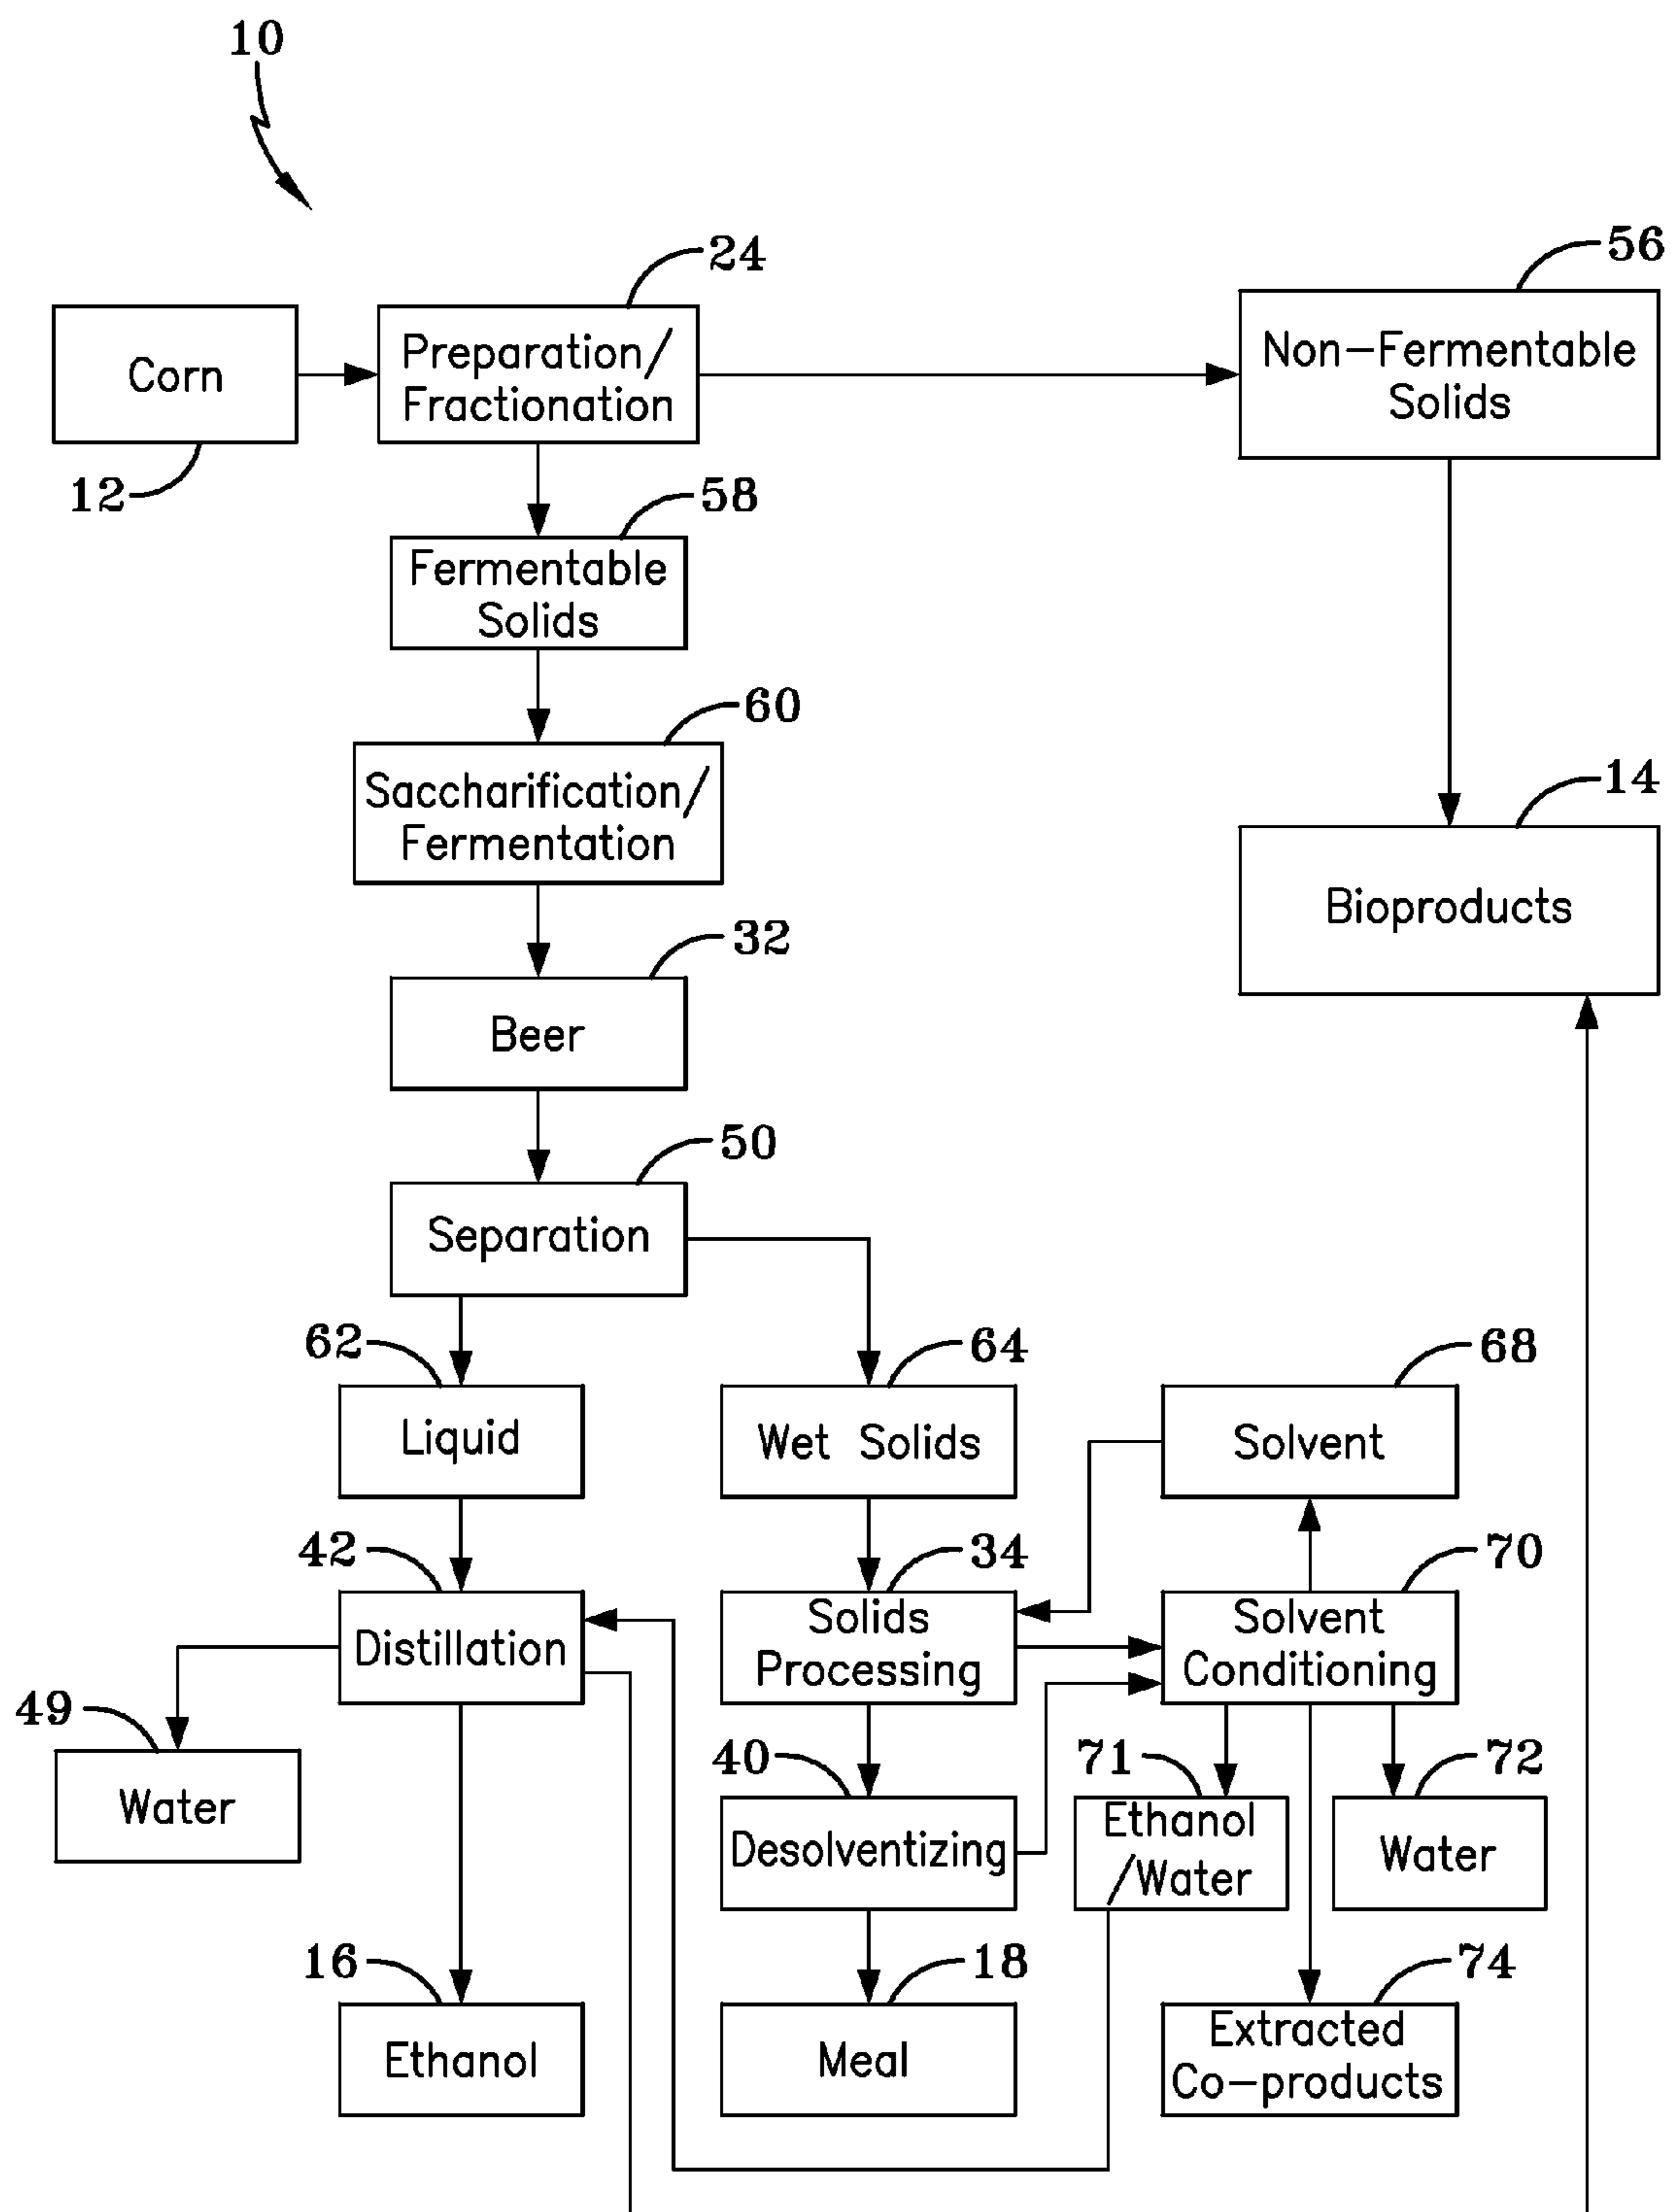 10
24
56
Corn
Preparation/
Fractionation
Non-Fermentable
Solids
12
58
Fermentable
Solids
60
Saccharification/
Fermentation
14
Bioproducts
32
Beer
50
Separation
62
64
68
Liquid
Wet Solids
Solvent
42
34
70
Distillation
Solids
Processing
Solvent
Conditioning
49
40
71
72
Water
Desolventizing
Ethanol
/Water
Water
16
18
74
Ethanol
Meal
Extracted
Co-products